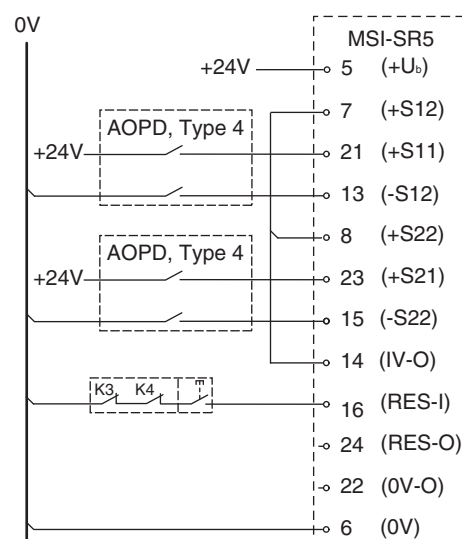 0V
MSI-SR5
+24V 5 (+Ub)
7 (+S12)
AOPD, Type 4
+24V 21 (+S11)
13 (-S12)
8 (+S22)
AOPD, Type 4
+24V 23 (+S21)
15 (-S22)
14 (IV-O)
K3 K4
16 (RES-I)
24 (RES-O)
22 (0V-O)
6 (0V)